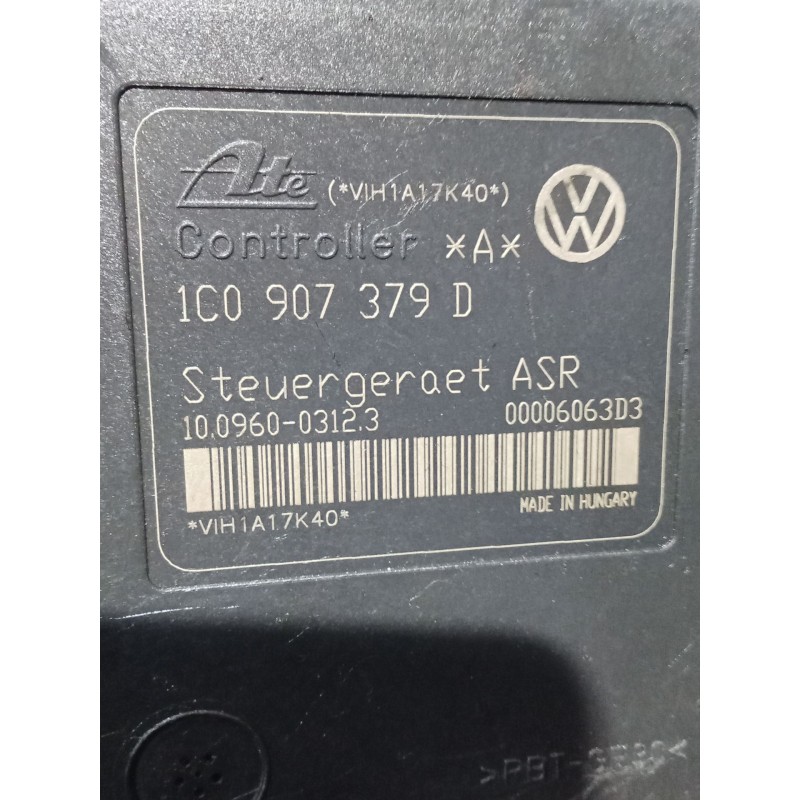 Ate (*VIH1A17K40*)
Controller *A*
1C0 907 379 D
Steuergeraet ASR
10.0960-0312.3 00006063D3
MADE IN HUNGARY
*VIH1A17K40*